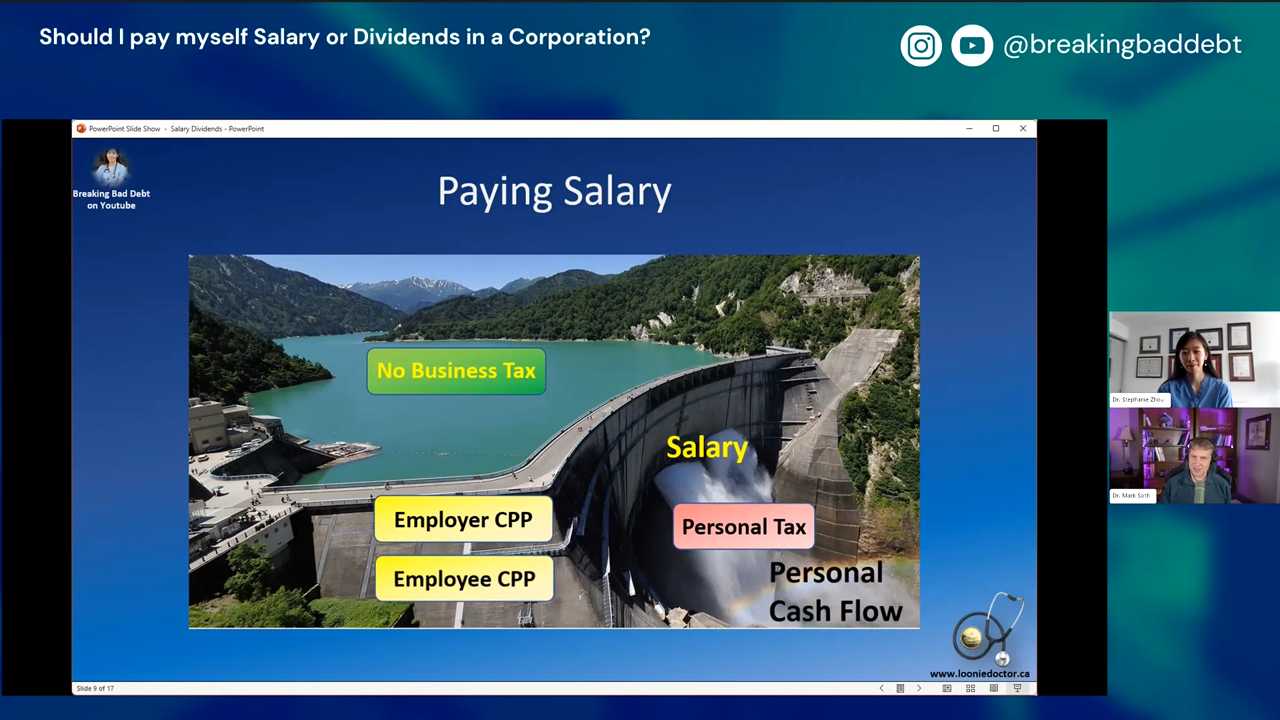 Should I pay myself Salary or Dividends in a Corporation?
@breakingbaddebt
PowerPoint Slide Show - Salary Dividends - PowerPoint
Breaking Bad Debt
on Youtube
Paying Salary
No Business Tax
Salary
Employer CPP
Personal Tax
Employee CPP
Personal
Cash Flow
www.looniedoctor.ca
Slide 9 of 17
Dr. Stephanie Zhou
Dr. Mark Soth